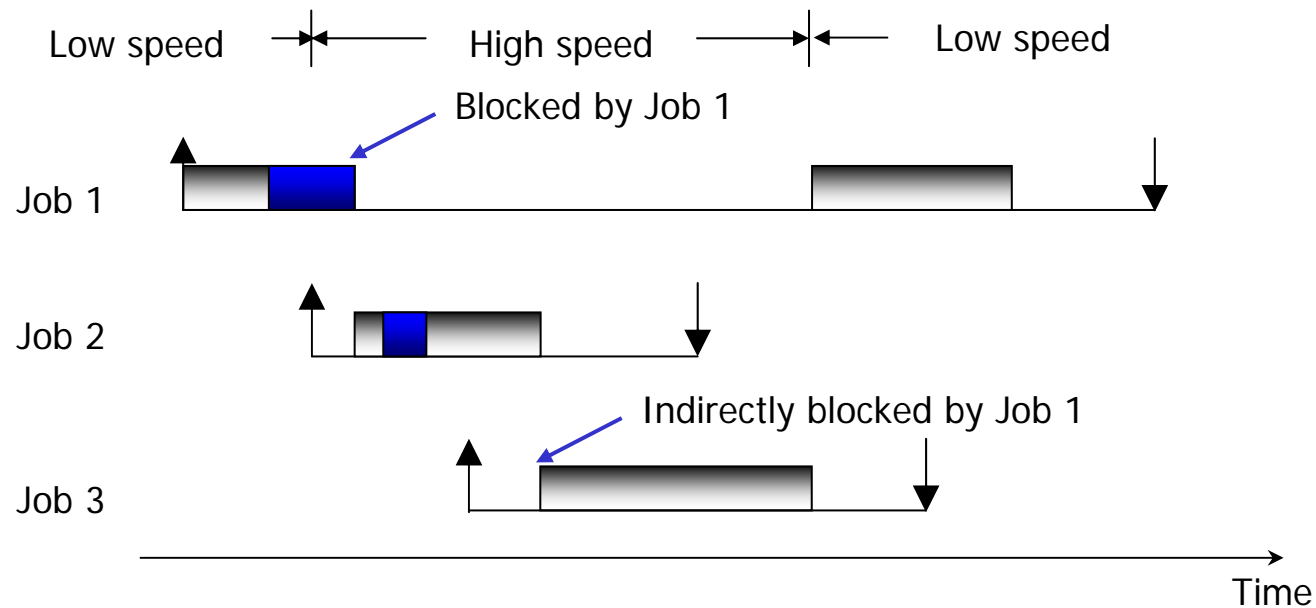 Low speed
High speed
Low speed
Blocked by Job 1
Job 1
Job 2
Indirectly blocked by Job 1
Job 3
Time